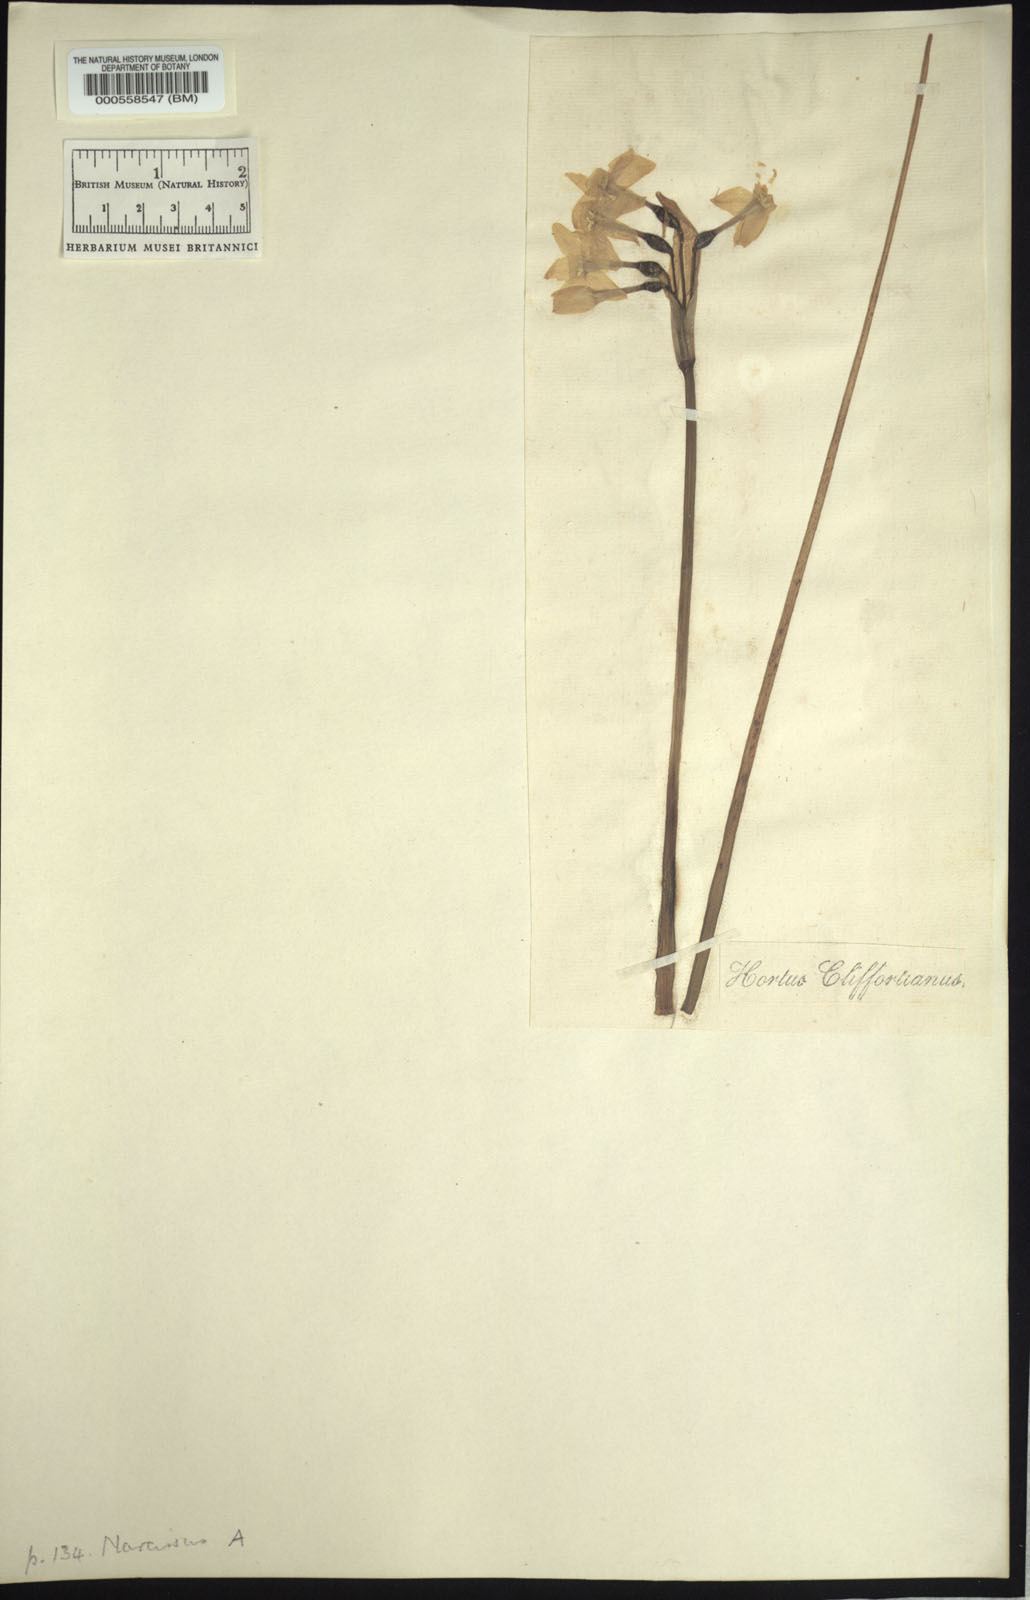 THE NATURAL HISTORY MUSEUM, LONDON
DEPARTMENT OF BOTANY
000558547 (BM)
1 2
BRITISH MUSEUM (NATURAL HISTORY)
1 2 3 4 5
HERBARIUM MUSEI BRITANNICI
Hortus Cliffortianus.
p. 134. Narcissus A